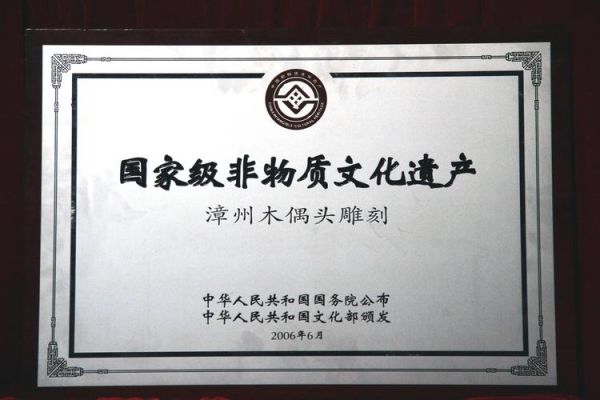 国家级非物质文化遗产
漳州木偶头雕刻
中华人民共和国国务院公布
中华人民共和国文化部颁发
2006年6月